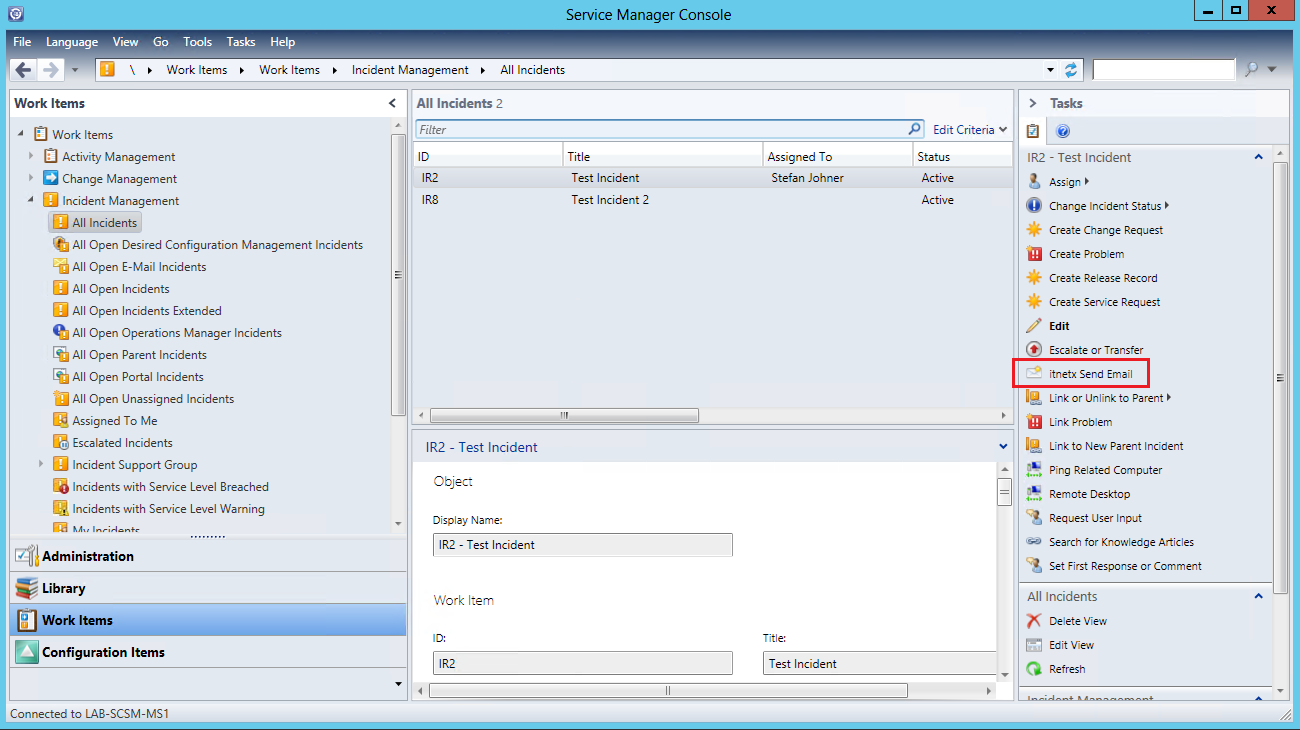 Service Manager Console
File Language View Go Tools Tasks Help
\ Work Items Work Items Incident Management All Incidents
Work Items
Work Items
Activity Management
Change Management
Incident Management
All Incidents
All Open Desired Configuration Management Incidents
All Open E-Mail Incidents
All Open Incidents
All Open Incidents Extended
All Open Operations Manager Incidents
All Open Parent Incidents
All Open Portal Incidents
All Open Unassigned Incidents
Assigned To Me
Escalated Incidents
Incident Support Group
Incidents with Service Level Breached
Incidents with Service Level Warning
My Incidents
Administration
Library
Work Items
Configuration Items
All Incidents 2
Filter Edit Criteria
ID Title Assigned To Status
IR2 Test Incident Stefan Johner Active
IR8 Test Incident 2 Active
IR2 - Test Incident
Object
Display Name:
IR2 - Test Incident
Work Item
ID: Title:
IR2 Test Incident
Tasks
IR2 - Test Incident
Assign
Change Incident Status
Create Change Request
Create Problem
Create Release Record
Create Service Request
Edit
Escalate or Transfer
itnetx Send Email
Link or Unlink to Parent
Link Problem
Link to New Parent Incident
Ping Related Computer
Remote Desktop
Request User Input
Search for Knowledge Articles
Set First Response or Comment
All Incidents
Delete View
Edit View
Refresh
Incident Management
Connected to LAB-SCSM-MS1